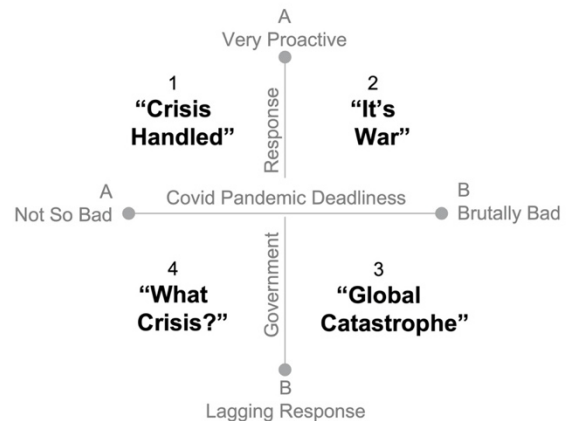 A
Very Proactive
1
“Crisis
Handled”
2
“It’s
War”
Response
A
Not So Bad
Covid Pandemic Deadliness
B
Brutally Bad
Government
4
“What
Crisis?”
3
“Global
Catastrophe”
B
Lagging Response